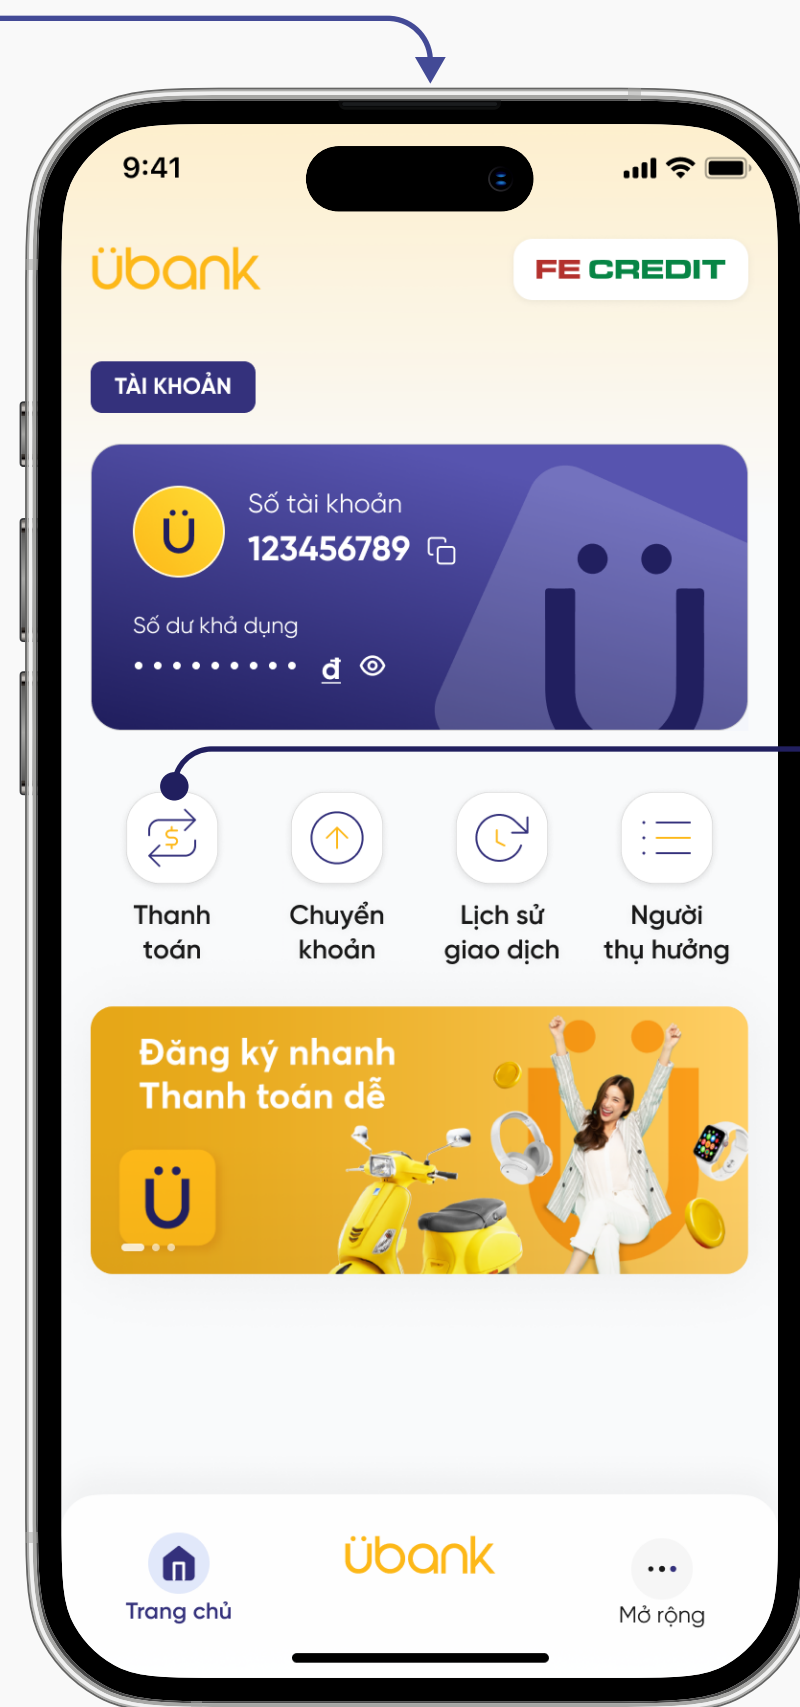 9:41
übank
FE CREDIT
TÀI KHOẢN
Ü
Số tài khoản
123456789
Số dư khả dụng
••••••••• đ
Ü
$
Thanh toán
Chuyển khoản
Lịch sử giao dịch
Người thụ hưởng
Đăng ký nhanh
Thanh toán dễ
Ü
Ü
übank
Trang chủ
Mở rộng